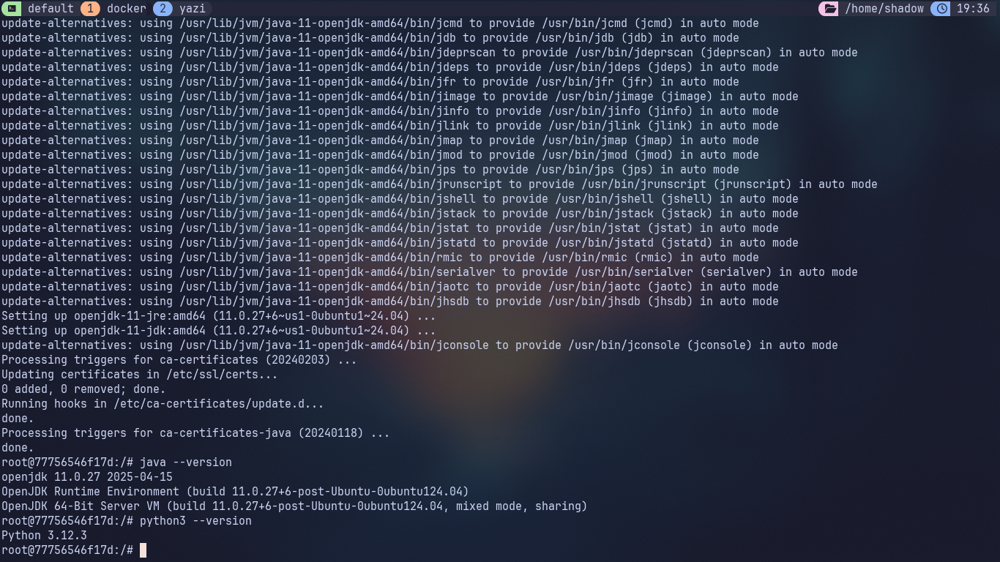 default 1 docker 2 yazi /home/shadow 19:36
update-alternatives: using /usr/lib/jvm/java-11-openjdk-amd64/bin/jcmd to provide /usr/bin/jcmd (jcmd) in auto mode
update-alternatives: using /usr/lib/jvm/java-11-openjdk-amd64/bin/jdb to provide /usr/bin/jdb (jdb) in auto mode
update-alternatives: using /usr/lib/jvm/java-11-openjdk-amd64/bin/jdeprscan to provide /usr/bin/jdeprscan (jdeprscan) in auto mode
update-alternatives: using /usr/lib/jvm/java-11-openjdk-amd64/bin/jdeps to provide /usr/bin/jdeps (jdeps) in auto mode
update-alternatives: using /usr/lib/jvm/java-11-openjdk-amd64/bin/jfr to provide /usr/bin/jfr (jfr) in auto mode
update-alternatives: using /usr/lib/jvm/java-11-openjdk-amd64/bin/jimage to provide /usr/bin/jimage (jimage) in auto mode
update-alternatives: using /usr/lib/jvm/java-11-openjdk-amd64/bin/jinfo to provide /usr/bin/jinfo (jinfo) in auto mode
update-alternatives: using /usr/lib/jvm/java-11-openjdk-amd64/bin/jlink to provide /usr/bin/jlink (jlink) in auto mode
update-alternatives: using /usr/lib/jvm/java-11-openjdk-amd64/bin/jmap to provide /usr/bin/jmap (jmap) in auto mode
update-alternatives: using /usr/lib/jvm/java-11-openjdk-amd64/bin/jmod to provide /usr/bin/jmod (jmod) in auto mode
update-alternatives: using /usr/lib/jvm/java-11-openjdk-amd64/bin/jps to provide /usr/bin/jps (jps) in auto mode
update-alternatives: using /usr/lib/jvm/java-11-openjdk-amd64/bin/jrunscript to provide /usr/bin/jrunscript (jrunscript) in auto mode
update-alternatives: using /usr/lib/jvm/java-11-openjdk-amd64/bin/jshell to provide /usr/bin/jshell (jshell) in auto mode
update-alternatives: using /usr/lib/jvm/java-11-openjdk-amd64/bin/jstack to provide /usr/bin/jstack (jstack) in auto mode
update-alternatives: using /usr/lib/jvm/java-11-openjdk-amd64/bin/jstat to provide /usr/bin/jstat (jstat) in auto mode
update-alternatives: using /usr/lib/jvm/java-11-openjdk-amd64/bin/jstatd to provide /usr/bin/jstatd (jstatd) in auto mode
update-alternatives: using /usr/lib/jvm/java-11-openjdk-amd64/bin/rmic to provide /usr/bin/rmic (rmic) in auto mode
update-alternatives: using /usr/lib/jvm/java-11-openjdk-amd64/bin/serialver to provide /usr/bin/serialver (serialver) in auto mode
update-alternatives: using /usr/lib/jvm/java-11-openjdk-amd64/bin/jaotc to provide /usr/bin/jaotc (jaotc) in auto mode
update-alternatives: using /usr/lib/jvm/java-11-openjdk-amd64/bin/jhsdb to provide /usr/bin/jhsdb (jhsdb) in auto mode
Setting up openjdk-11-jre:amd64 (11.0.27+6~us1-0ubuntu1~24.04) ...
Setting up openjdk-11-jdk:amd64 (11.0.27+6~us1-0ubuntu1~24.04) ...
update-alternatives: using /usr/lib/jvm/java-11-openjdk-amd64/bin/jconsole to provide /usr/bin/jconsole (jconsole) in auto mode
Processing triggers for ca-certificates (20240203) ...
Updating certificates in /etc/ssl/certs...
0 added, 0 removed; done.
Running hooks in /etc/ca-certificates/update.d...
done.
Processing triggers for ca-certificates-java (20240118) ...
done.
root@77756546f17d:/# java --version
openjdk 11.0.27 2025-04-15
OpenJDK Runtime Environment (build 11.0.27+6-post-Ubuntu-0ubuntu124.04)
OpenJDK 64-Bit Server VM (build 11.0.27+6-post-Ubuntu-0ubuntu124.04, mixed mode, sharing)
root@77756546f17d:/# python3 --version
Python 3.12.3
root@77756546f17d:/#